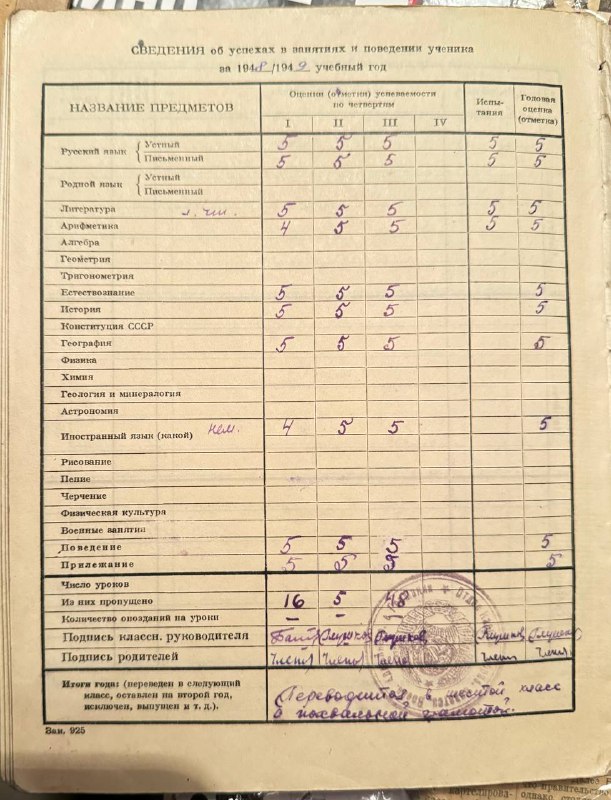 СВЕДЕНИЯ об успехах в занятиях и поведении ученика
за 1948/1949 учебный год
НАЗВАНИЕ ПРЕДМЕТОВ
Оценки (отметки) успеваемости
по четвертям
I II III IV
Испы-
тания
Годовая
оценка
(отметка)
Русский язык
Устный 5 5 5 5 5
Письменный 5 5 5 5 5
Родной язык
Устный
Письменный
Литература л. чт. 5 5 5 5 5
Арифметика 4 5 5 5 5
Алгебра
Геометрия
Тригонометрия
Естествознание 5 5 5 5
История 5 5 5 5
Конституция СССР
География 5 5 5 5
Физика
Химия
Геология и минералогия
Астрономия
Иностранный язык (какой) нем. 4 5 5 5
Рисование
Пение
Черчение
Физическая культура
Военные занятия
Поведение 5 5 5 5
Прилежание 5 5 5 5
Число уроков
Из них пропущено 16 5 48
Количество опозданий на уроки — —
Подпись классн. руководителя
Подпись родителей
Итоги года: (переведен в следующий
класс, оставлен на второй год,
исключен, выпущен и т. д.).
Переводится в шестой класс
с похвальной грамотой.
Зак. 925